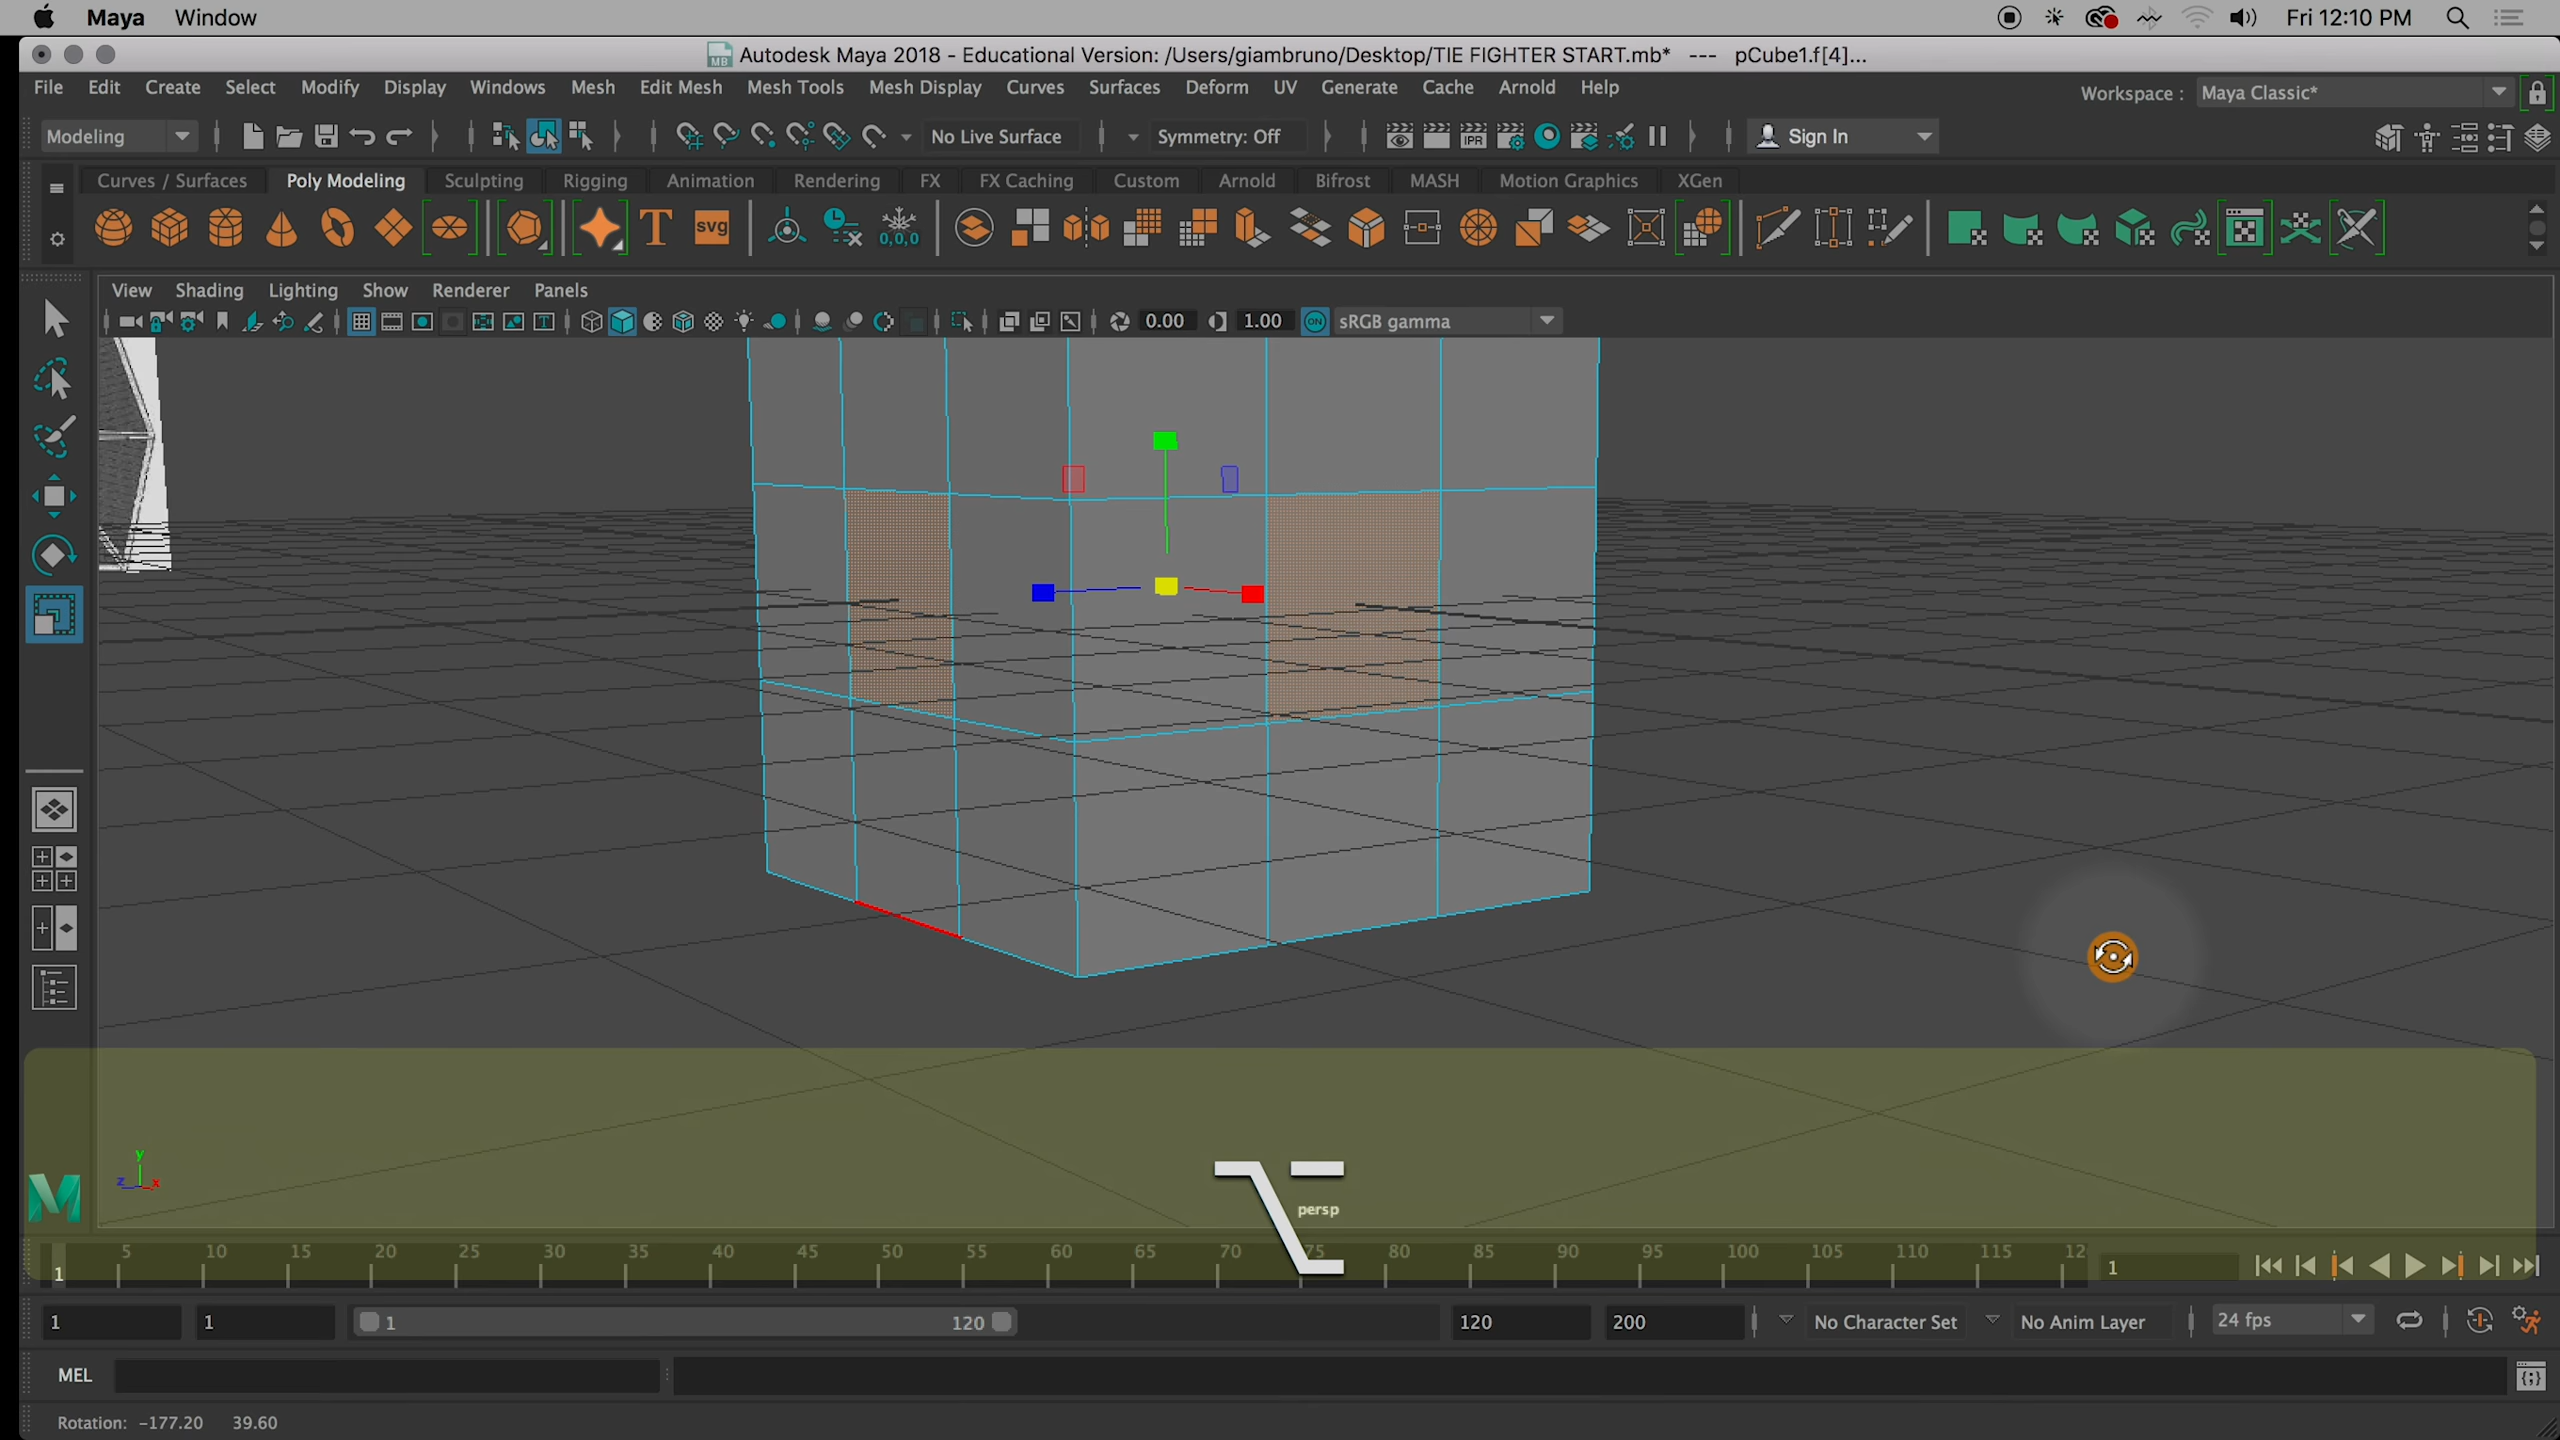 Maya Window Fri 12:10 PM
Autodesk Maya 2018 - Educational Version: /Users/giambruno/Desktop/TIE FIGHTER START.mb* --- pCube1.f[4]...
File Edit Create Select Modify Display Windows Mesh Edit Mesh Mesh Tools Mesh Display Curves Surfaces Deform UV Generate Cache Arnold Help Workspace : Maya Classic*
Modeling No Live Surface Symmetry: Off IPR Sign In
Curves / Surfaces Poly Modeling Sculpting Rigging Animation Rendering FX FX Caching Custom Arnold Bifrost MASH Motion Graphics XGen
T svg 0,0,0
View Shading Lighting Show Renderer Panels
0.00 1.00 ON sRGB gamma
y
z x
persp
5 10 15 20 25 30 35 40 45 50 55 60 65 70 75 80 85 90 95 100 105 110 115 12
1 1
1 1 1 120 120 200 No Character Set No Anim Layer 24 fps
MEL
Rotation: -177.20 39.60